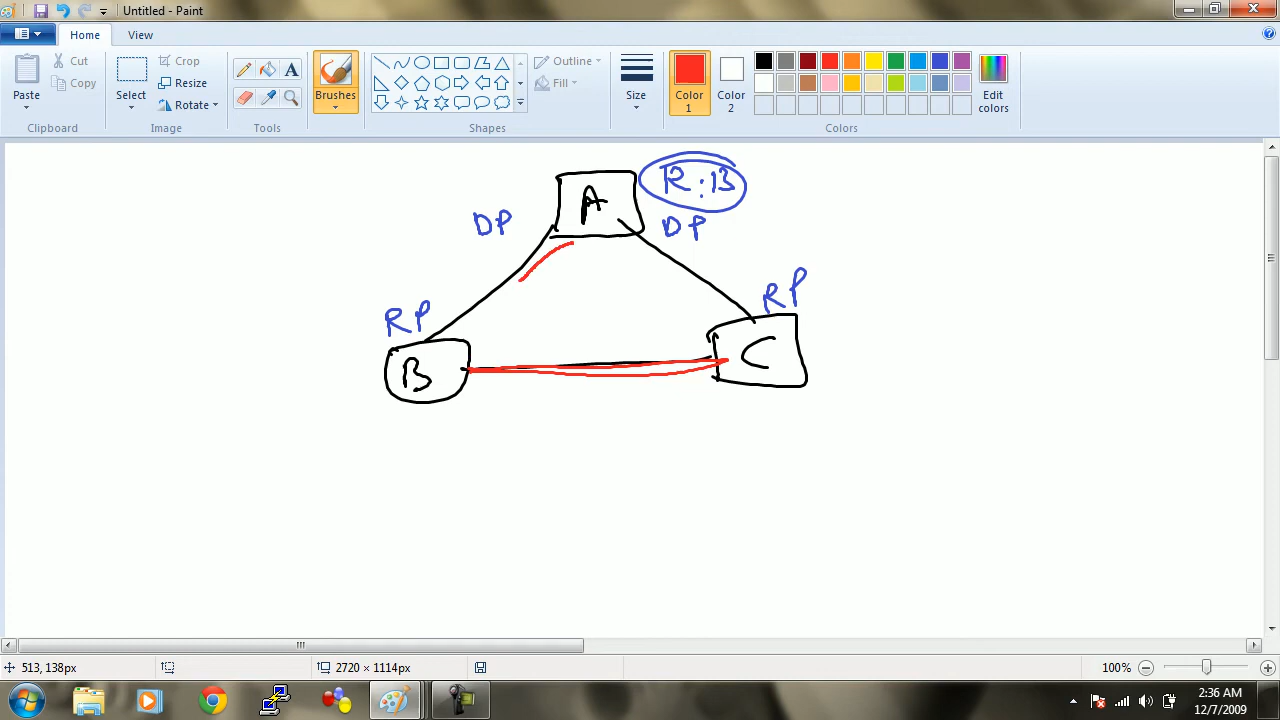 Untitled - Paint
Home
View
Paste
Cut
Copy
Clipboard
Select
Crop
Resize
Rotate
Image
Tools
Brushes
Shapes
Outline
Fill
Size
Color 1
Color 2
Edit colors
Colors
A
R:13
DP
DP
RP
RP
B
C
513, 138px
2720 × 1114px
100%
2:36 AM
12/7/2009